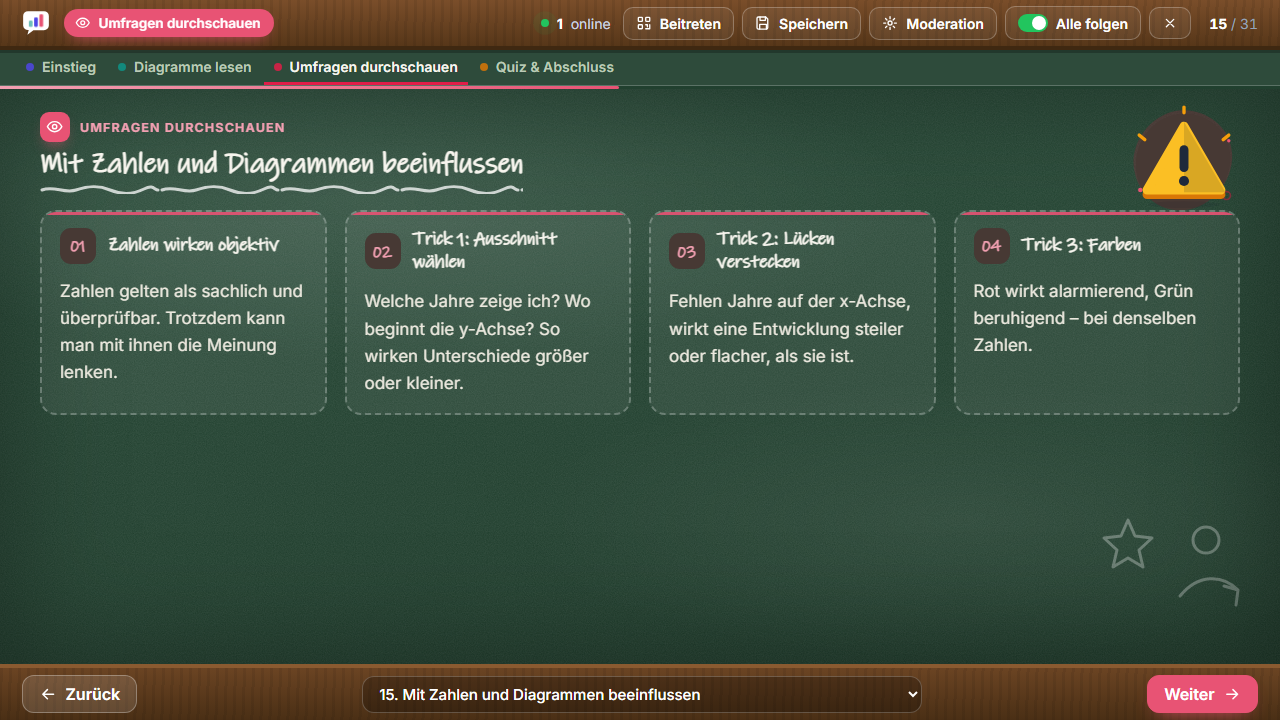 Umfragen durchschauen
1 online
Beitreten
Speichern
Moderation
Alle folgen
15 / 31
Einstieg
Diagramme lesen
Umfragen durchschauen
Quiz & Abschluss
UMFRAGEN DURCHSCHAUEN
Mit Zahlen und Diagrammen beeinflussen
01
Zahlen wirken objektiv
Zahlen gelten als sachlich und
überprüfbar. Trotzdem kann
man mit ihnen die Meinung
lenken.
02
Trick 1: Ausschnitt
wählen
Welche Jahre zeige ich? Wo
beginnt die y-Achse? So
wirken Unterschiede größer
oder kleiner.
03
Trick 2: Lücken
verstecken
Fehlen Jahre auf der x-Achse,
wirkt eine Entwicklung steiler
oder flacher, als sie ist.
04
Trick 3: Farben
Rot wirkt alarmierend, Grün
beruhigend – bei denselben
Zahlen.
← Zurück
15. Mit Zahlen und Diagrammen beeinflussen
Weiter →